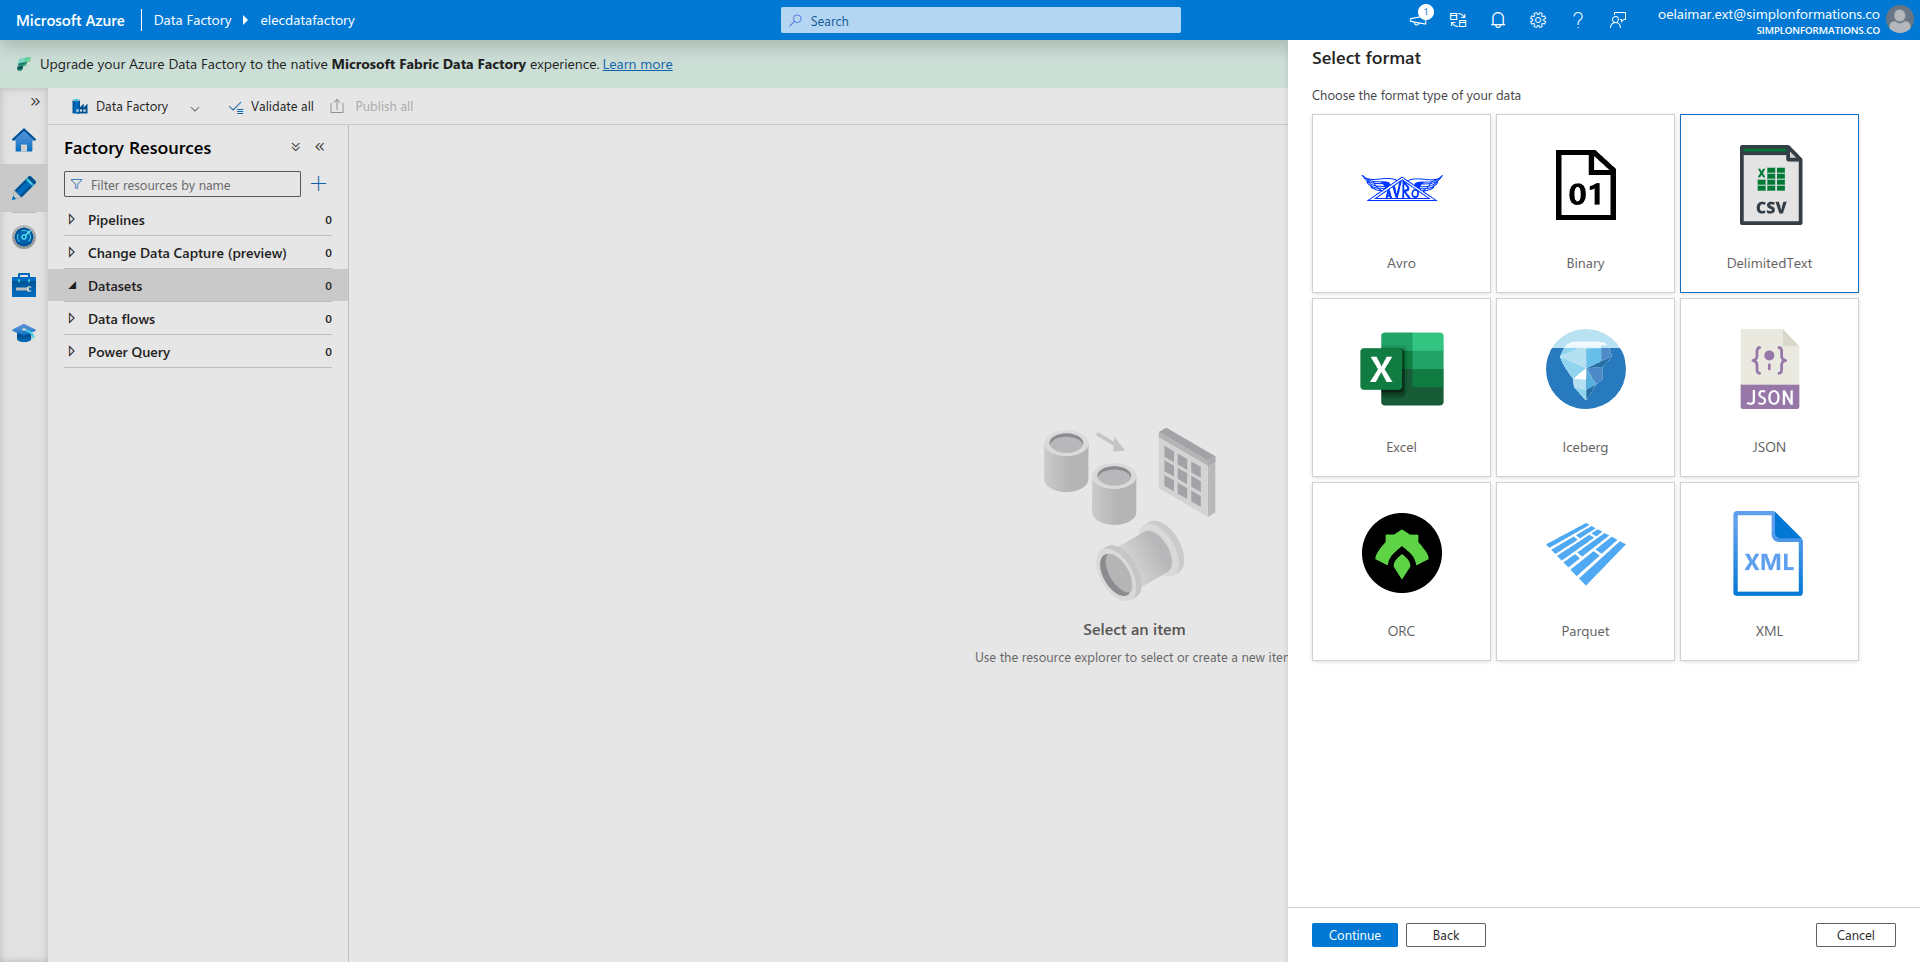 Microsoft Azure
Data Factory
elecdatafactory
Search
1
oelaimar.ext@simplonformations.co
SIMPLONFORMATIONS.CO
Upgrade your Azure Data Factory to the native Microsoft Fabric Data Factory experience. Learn more
Data Factory
Validate all
Publish all
Factory Resources
Filter resources by name
Pipelines 0
Change Data Capture (preview) 0
Datasets 0
Data flows 0
Power Query 0
Select an item
Use the resource explorer to select or create a new
Select format
Choose the format type of your data
AVRO
Avro
01
Binary
X
CSV
DelimitedText
X
Excel
Iceberg
JSON
JSON
ORC
Parquet
XML
XML
Continue
Back
Cancel